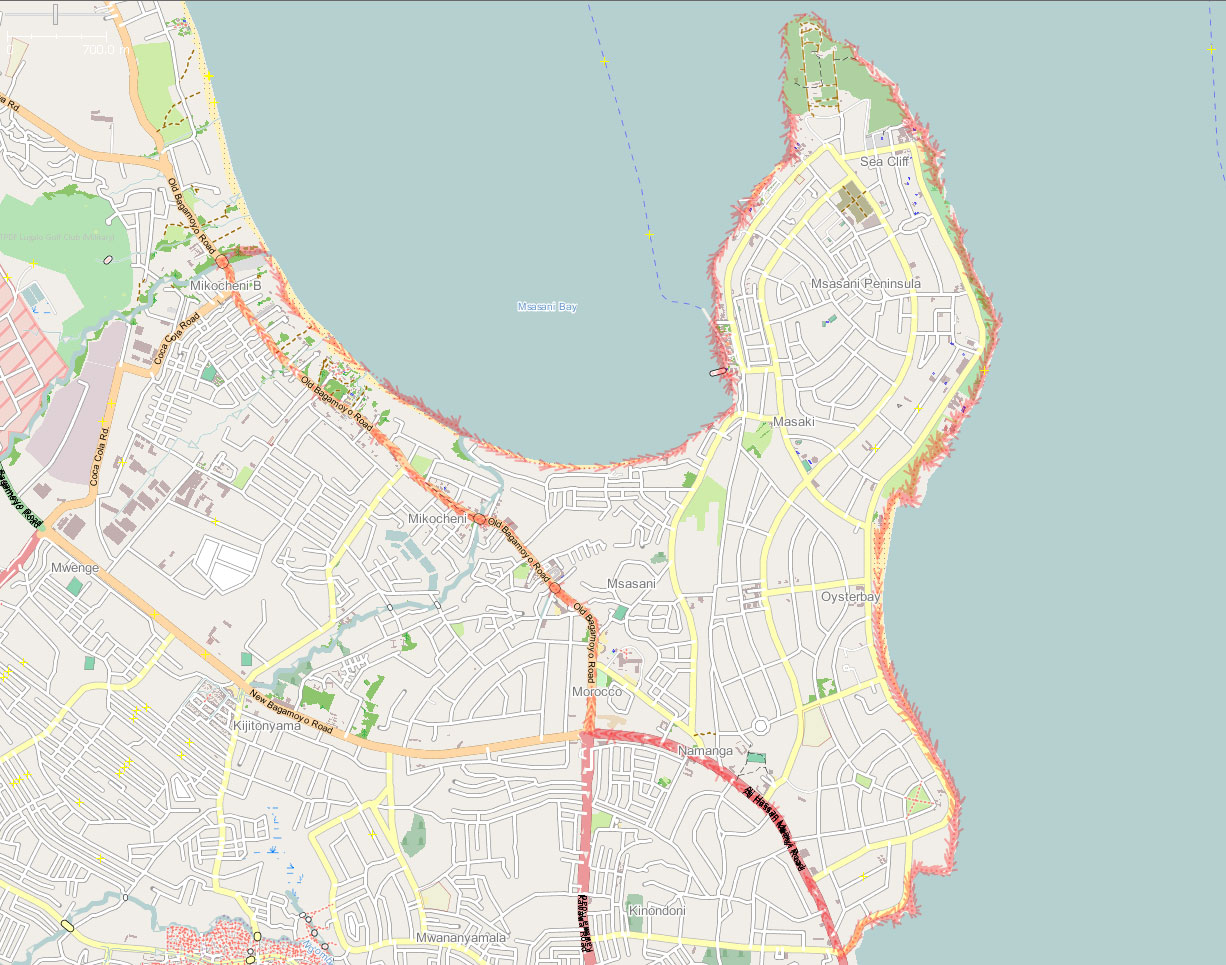 0
700.0 m
Old Bagamoyo Road
Sea Cliff
Mikocheni B
Msasani Peninsula
Msasani Bay
Coca Cola Road
Old Bagamoyo Road
Masaki
Coca Cola Rd
Mikocheni
Old Bagamoyo Road
Mwenge
Msasani
Oysterbay
Old Bagamoyo Road
Morocco
New Bagamoyo Road
Kijitonyama
Namanga
Ali Hassan Mwinyi Road
Kinondoni
Mwananyamala